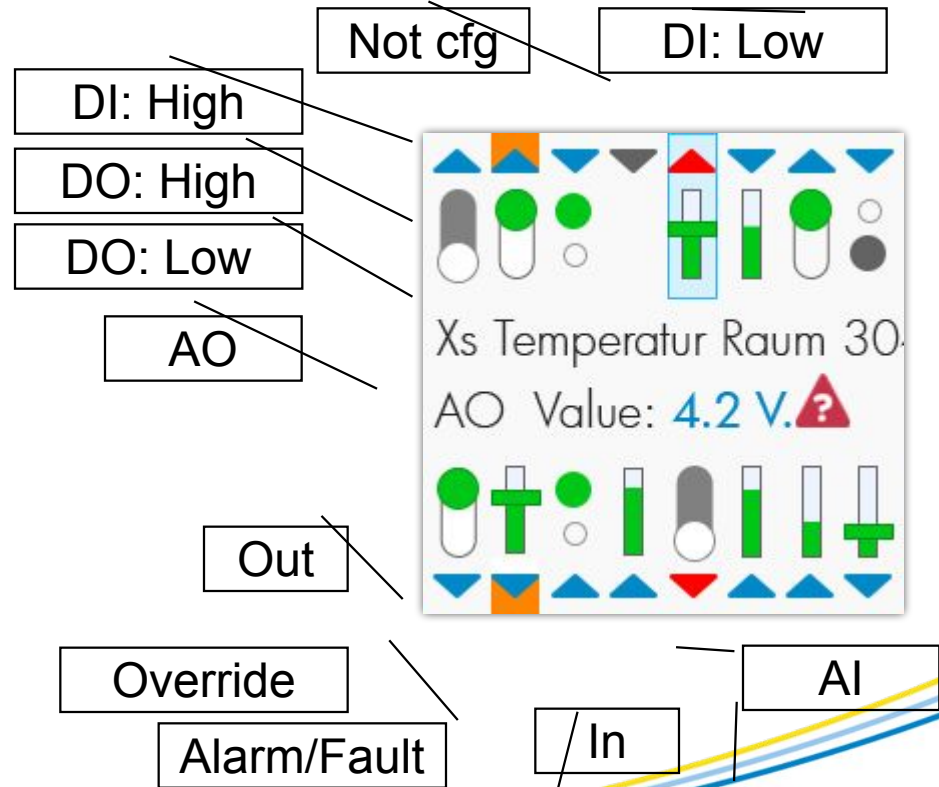 Not cfg
DI: Low
DI: High
DO: High
DO: Low
AO
Xs Temperatur Raum 30
AO Value: 4.2 V.
?
Out
Override
AI
Alarm/Fault
In